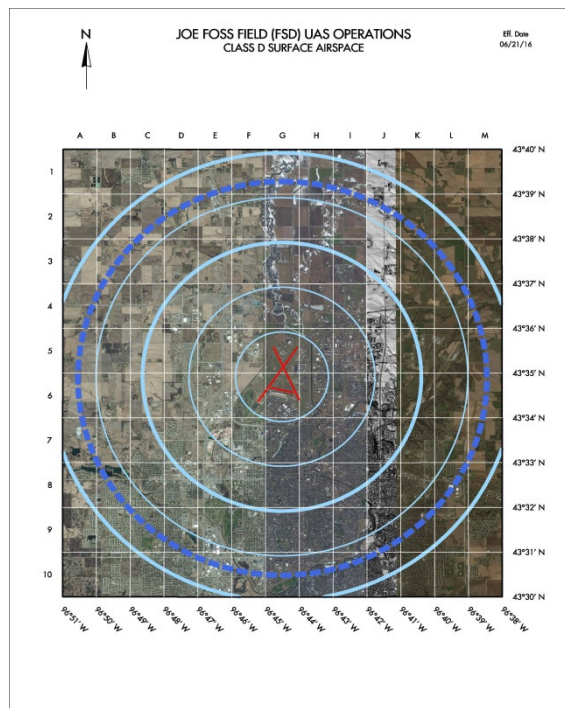 N
JOE FOSS FIELD (FSD) UAS OPERATIONS
CLASS D SURFACE AIRSPACE
Eff. Date
06/21/16
A B C D E F G H I J K L M
43°40' N
1
43°39' N
2
43°38' N
3
43°37' N
4
43°36' N
5
43°35' N
6
43°34' N
7
43°33' N
8
43°32' N
9
43°31' N
10
43°30' N
96°51' W 96°50' W 96°49' W 96°48' W 96°47' W 96°46' W 96°45' W 96°44' W 96°43' W 96°42' W 96°41' W 96°40' W 96°39' W 96°38' W